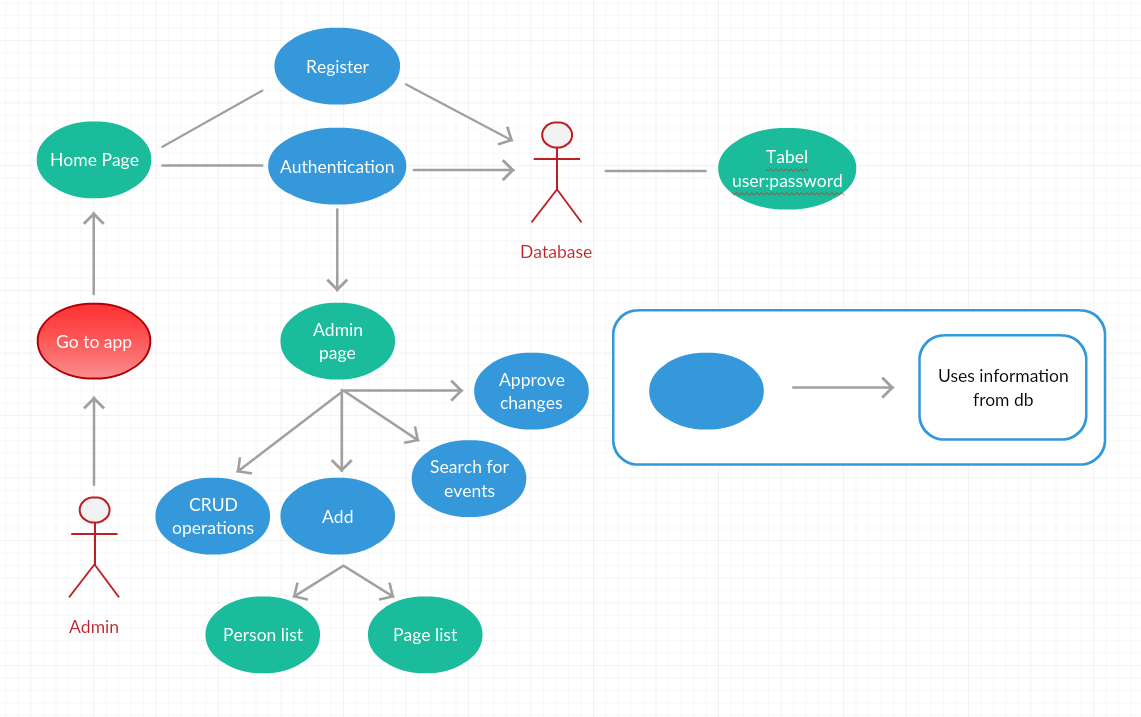 Register
Home Page
Authentication
Tabel
user:password
Database
Go to app
Admin
page
Approve
changes
Uses information
from db
Search for
events
CRUD
operations
Add
Admin
Person list
Page list